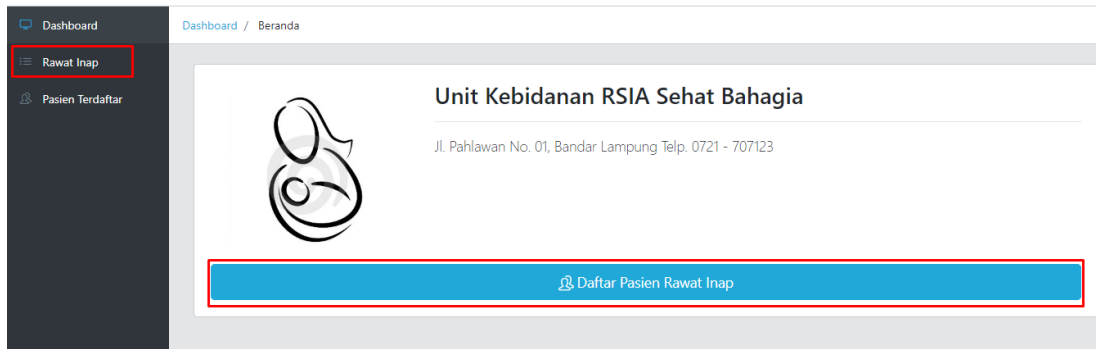 Dashboard
Rawat Inap
Pasien Terdaftar
Dashboard / Beranda
Unit Kebidanan RSIA Sehat Bahagia
Jl. Pahlawan No. 01, Bandar Lampung Telp. 0721 - 707123
Daftar Pasien Rawat Inap